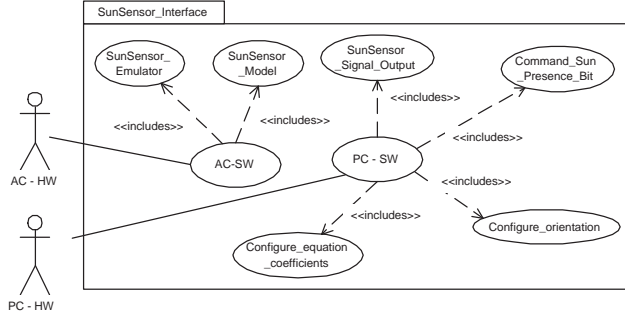 SunSensor_Interface
SunSensor_
Emulator
SunSensor
_Model
SunSensor
_Signal_Output
Command_Sun
_Presence_Bit
<<includes>>
<<includes>>
<<includes>>
<<includes>>
AC-SW
PC - SW
AC - HW
<<includes>>
<<includes>>
Configure_equation
_coefficients
Configure_orientation
PC - HW